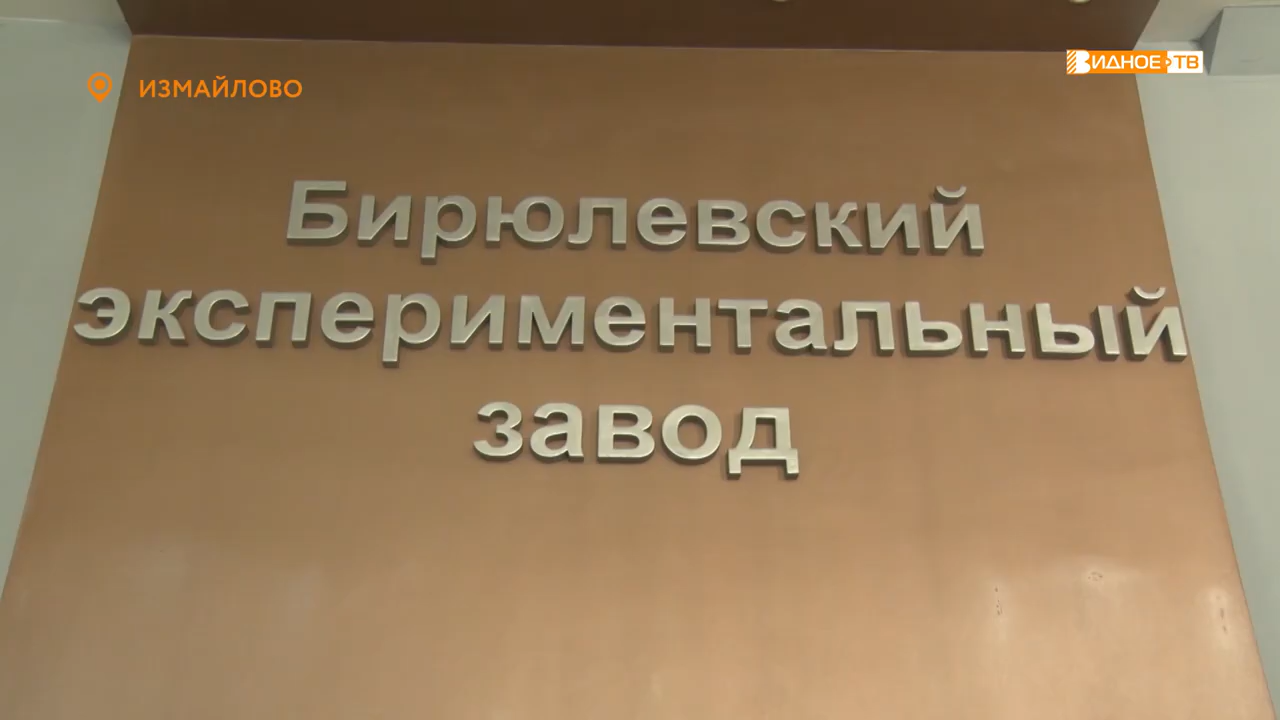 ИЗМАЙЛОВО
ВИДНОЕ ТВ
Бирюлевский
экспериментальный
завод